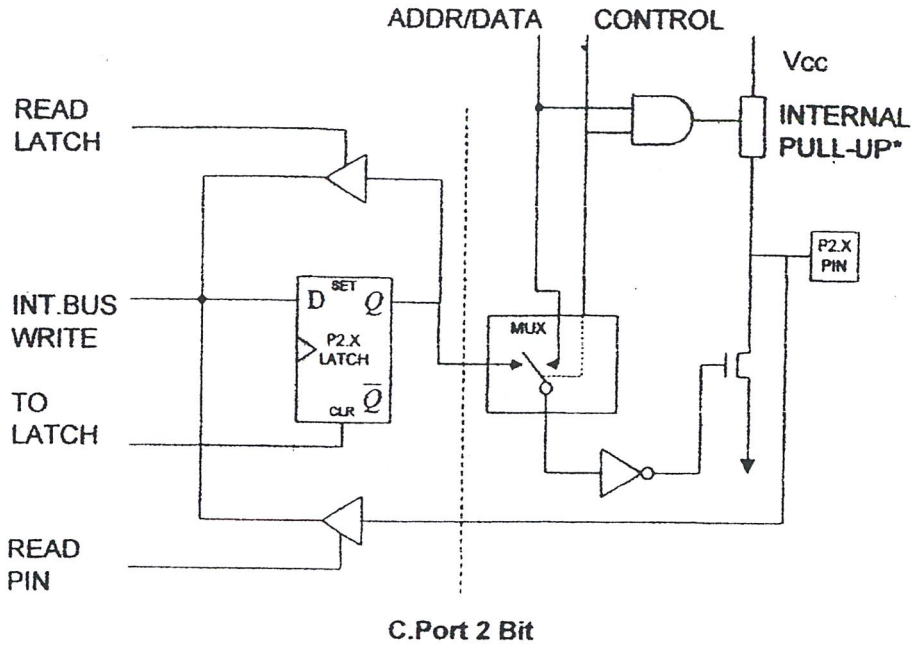 ADDR/DATA CONTROL
Vcc
READ
LATCH
INTERNAL
PULL-UP*
P2.X
PIN
INT.BUS
WRITE
SET
D Q
P2.X
LATCH
Q̅
CLR
MUX
TO
LATCH
READ
PIN
C.Port 2 Bit